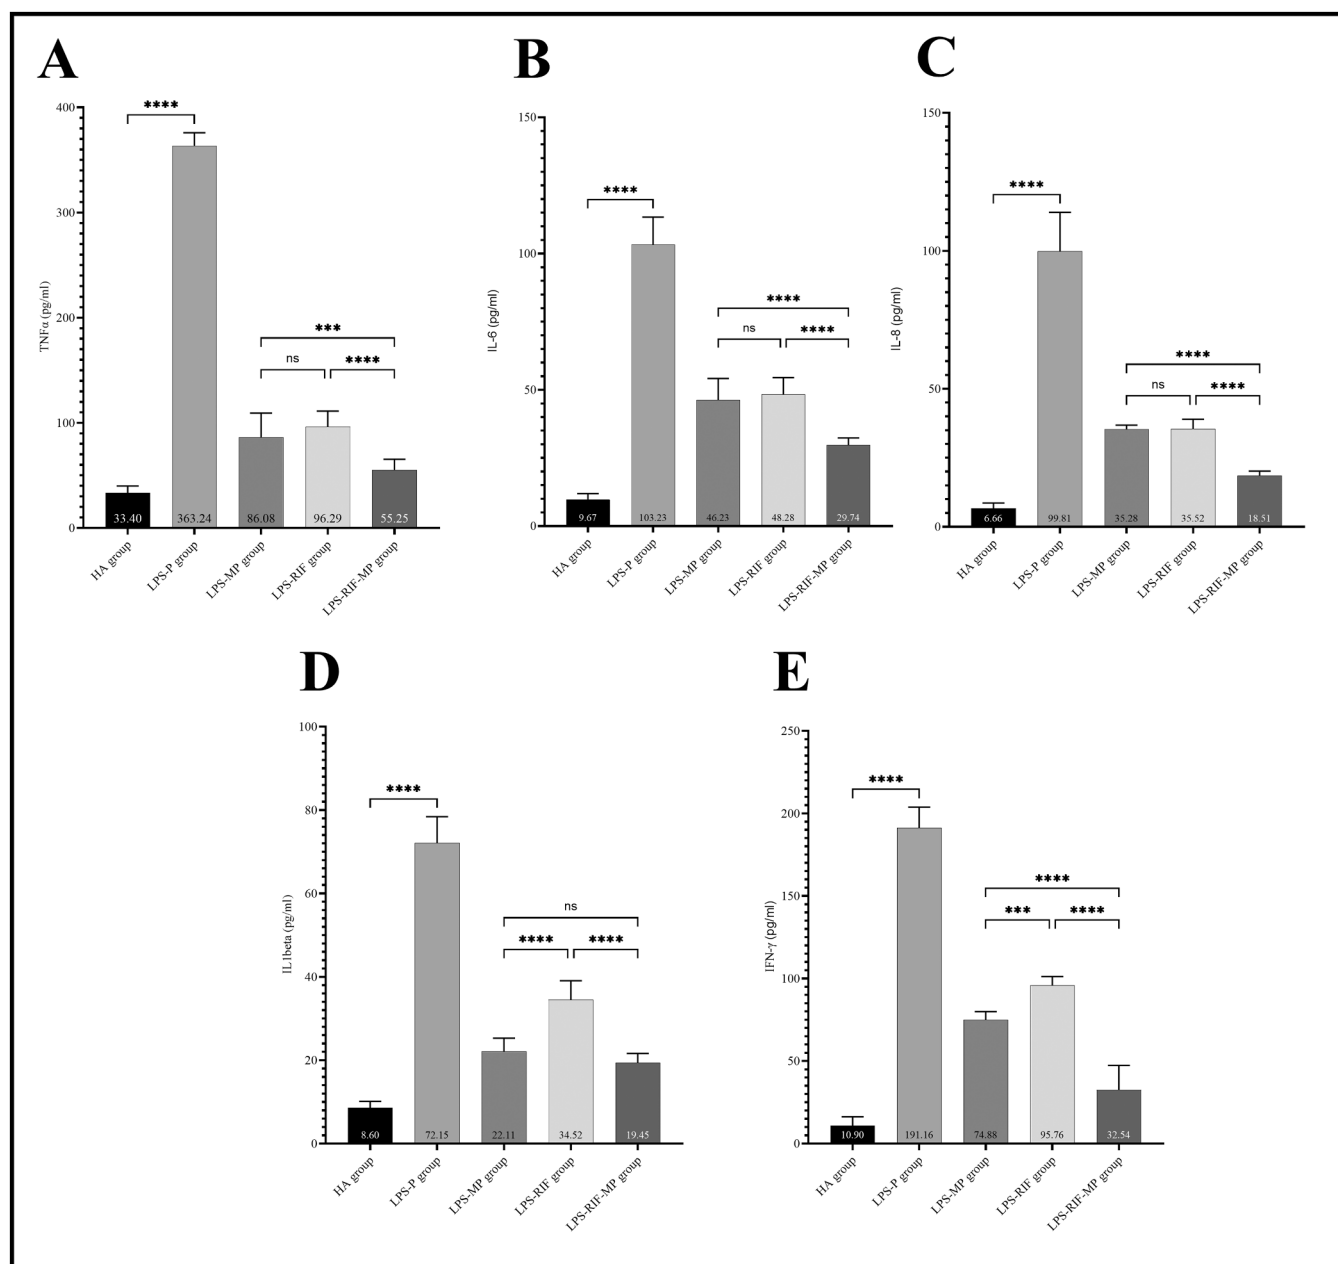 A
TNFα (pg/ml)
400
300
200
100
0
****
***
ns
****
33.40
363.24
86.08
96.29
55.25
HA group
LPS-P group
LPS-MP group
LPS-RIF group
LPS-RIF-MP group
B
IL-6 (pg/ml)
150
100
50
0
****
****
ns
****
9.67
103.23
46.23
48.28
29.74
HA group
LPS-P group
LPS-MP group
LPS-RIF group
LPS-RIF-MP group
C
IL-8 (pg/ml)
150
100
50
0
****
****
ns
****
6.66
99.81
35.28
35.52
18.51
HA group
LPS-P group
LPS-MP group
LPS-RIF group
LPS-RIF-MP group
D
IL1beta (pg/ml)
100
80
60
40
20
0
****
ns
****
****
8.60
72.15
22.11
34.52
19.45
HA group
LPS-P group
LPS-MP group
LPS-RIF group
LPS-RIF-MP group
E
IFN-γ (pg/ml)
250
200
150
100
50
0
****
****
***
****
10.90
191.16
74.88
95.76
32.54
HA group
LPS-P group
LPS-MP group
LPS-RIF group
LPS-RIF-MP group